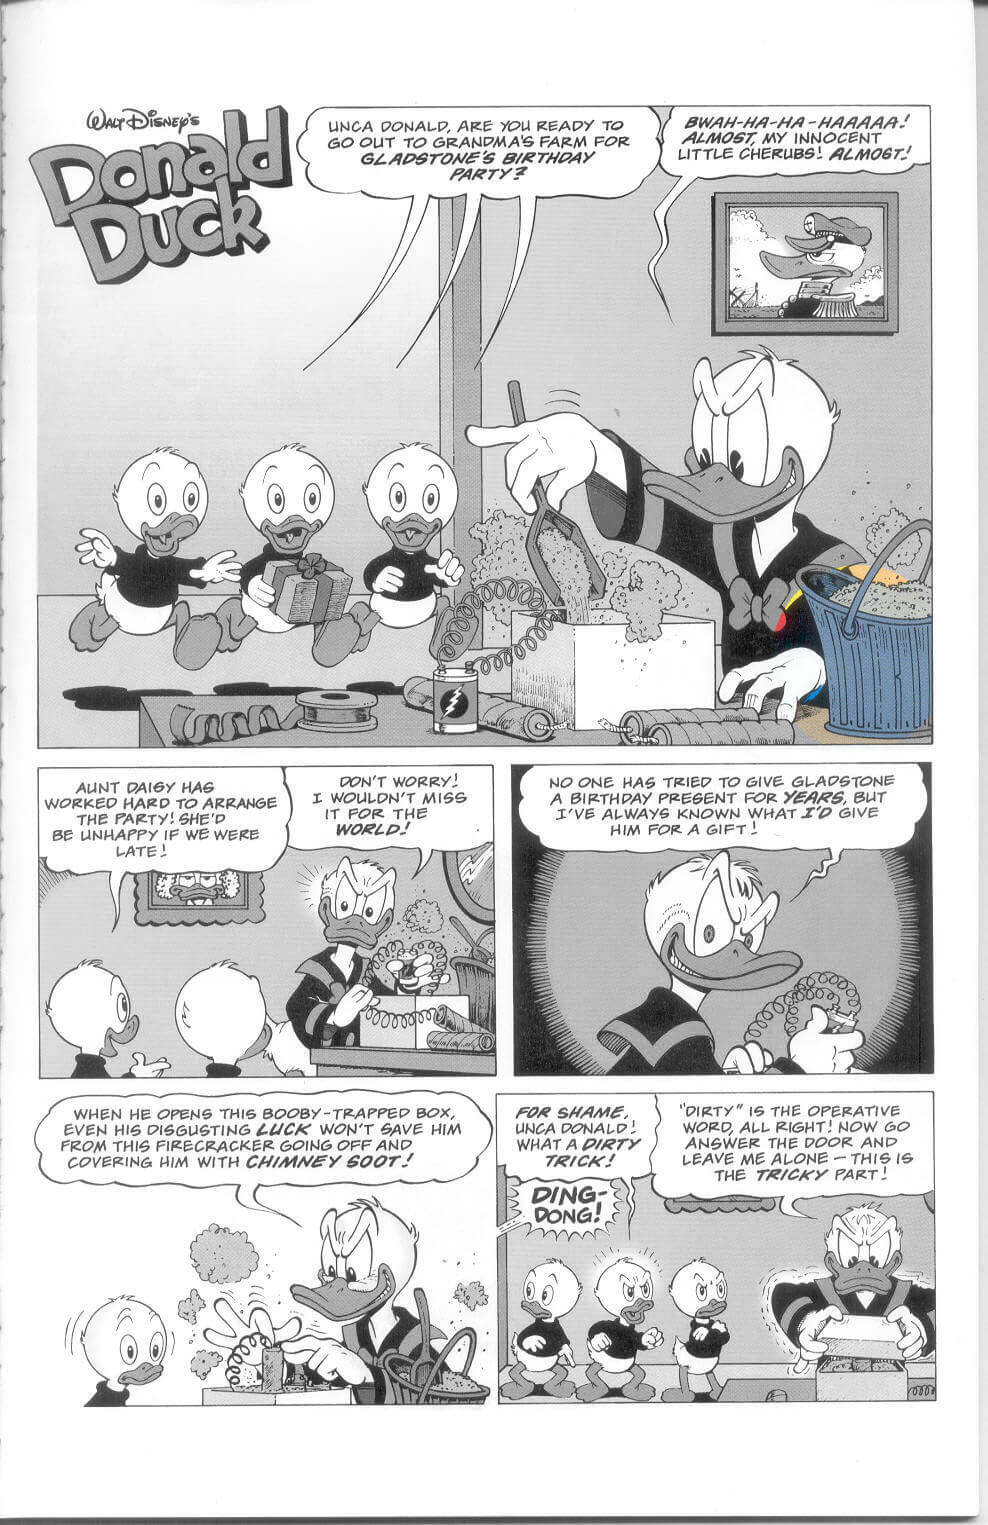 WALT DISNEY'S
Donald
Duck
UNCA DONALD, ARE YOU READY TO
GO OUT TO GRANDMA'S FARM FOR
GLADSTONE'S BIRTHDAY
PARTY?
BWAH-HA-HA-HAAAAA!
ALMOST, MY INNOCENT
LITTLE CHERUBS! ALMOST!
AUNT DAISY HAS
WORKED HARD TO ARRANGE
THE PARTY! SHE'D
BE UNHAPPY IF WE WERE
LATE!
DON'T WORRY!
I WOULDN'T MISS
IT FOR THE
WORLD!
NO ONE HAS TRIED TO GIVE GLADSTONE
A BIRTHDAY PRESENT FOR YEARS, BUT
I'VE ALWAYS KNOWN WHAT I'D GIVE
HIM FOR A GIFT!
WHEN HE OPENS THIS BOOBY-TRAPPED BOX,
EVEN HIS DISGUSTING LUCK WON'T SAVE HIM
FROM THIS FIRECRACKER GOING OFF AND
COVERING HIM WITH CHIMNEY SOOT!
FOR SHAME,
UNCA DONALD!
WHAT A DIRTY
TRICK!
DING-
DONG!
"DIRTY" IS THE OPERATIVE
WORD, ALL RIGHT! NOW GO
ANSWER THE DOOR AND
LEAVE ME ALONE — THIS IS
THE TRICKY PART!